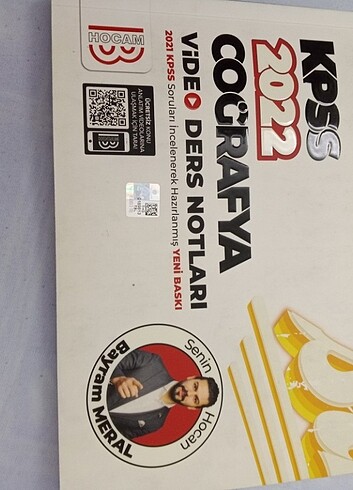 KPSS
2022
COĞRAFYA
VİDEO DERS NOTLARI
2021 KPSS Soruları İncelenerek Hazırlanmış YENİ BASKI
B
HOCAM
ÜCRETSİZ KONU
ANLATIM VİDEOLARINA
ULAŞMAK İÇİN TARA!
Senin Hocan
Bayram MERAL